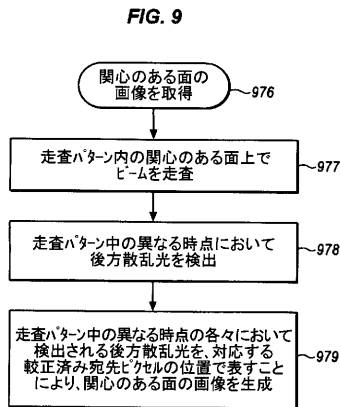 FIG. 9
関心のある面の
画像を取得
976
走査パターン内の関心のある面上で
ビームを走査
977
走査パターン中の異なる時点において
後方散乱光を検出
978
走査パターン中の異なる時点の各々において
検出される後方散乱光を、対応する
較正済み宛先ピクセルの位置で表すこと
により、関心のある面の画像を生成
979